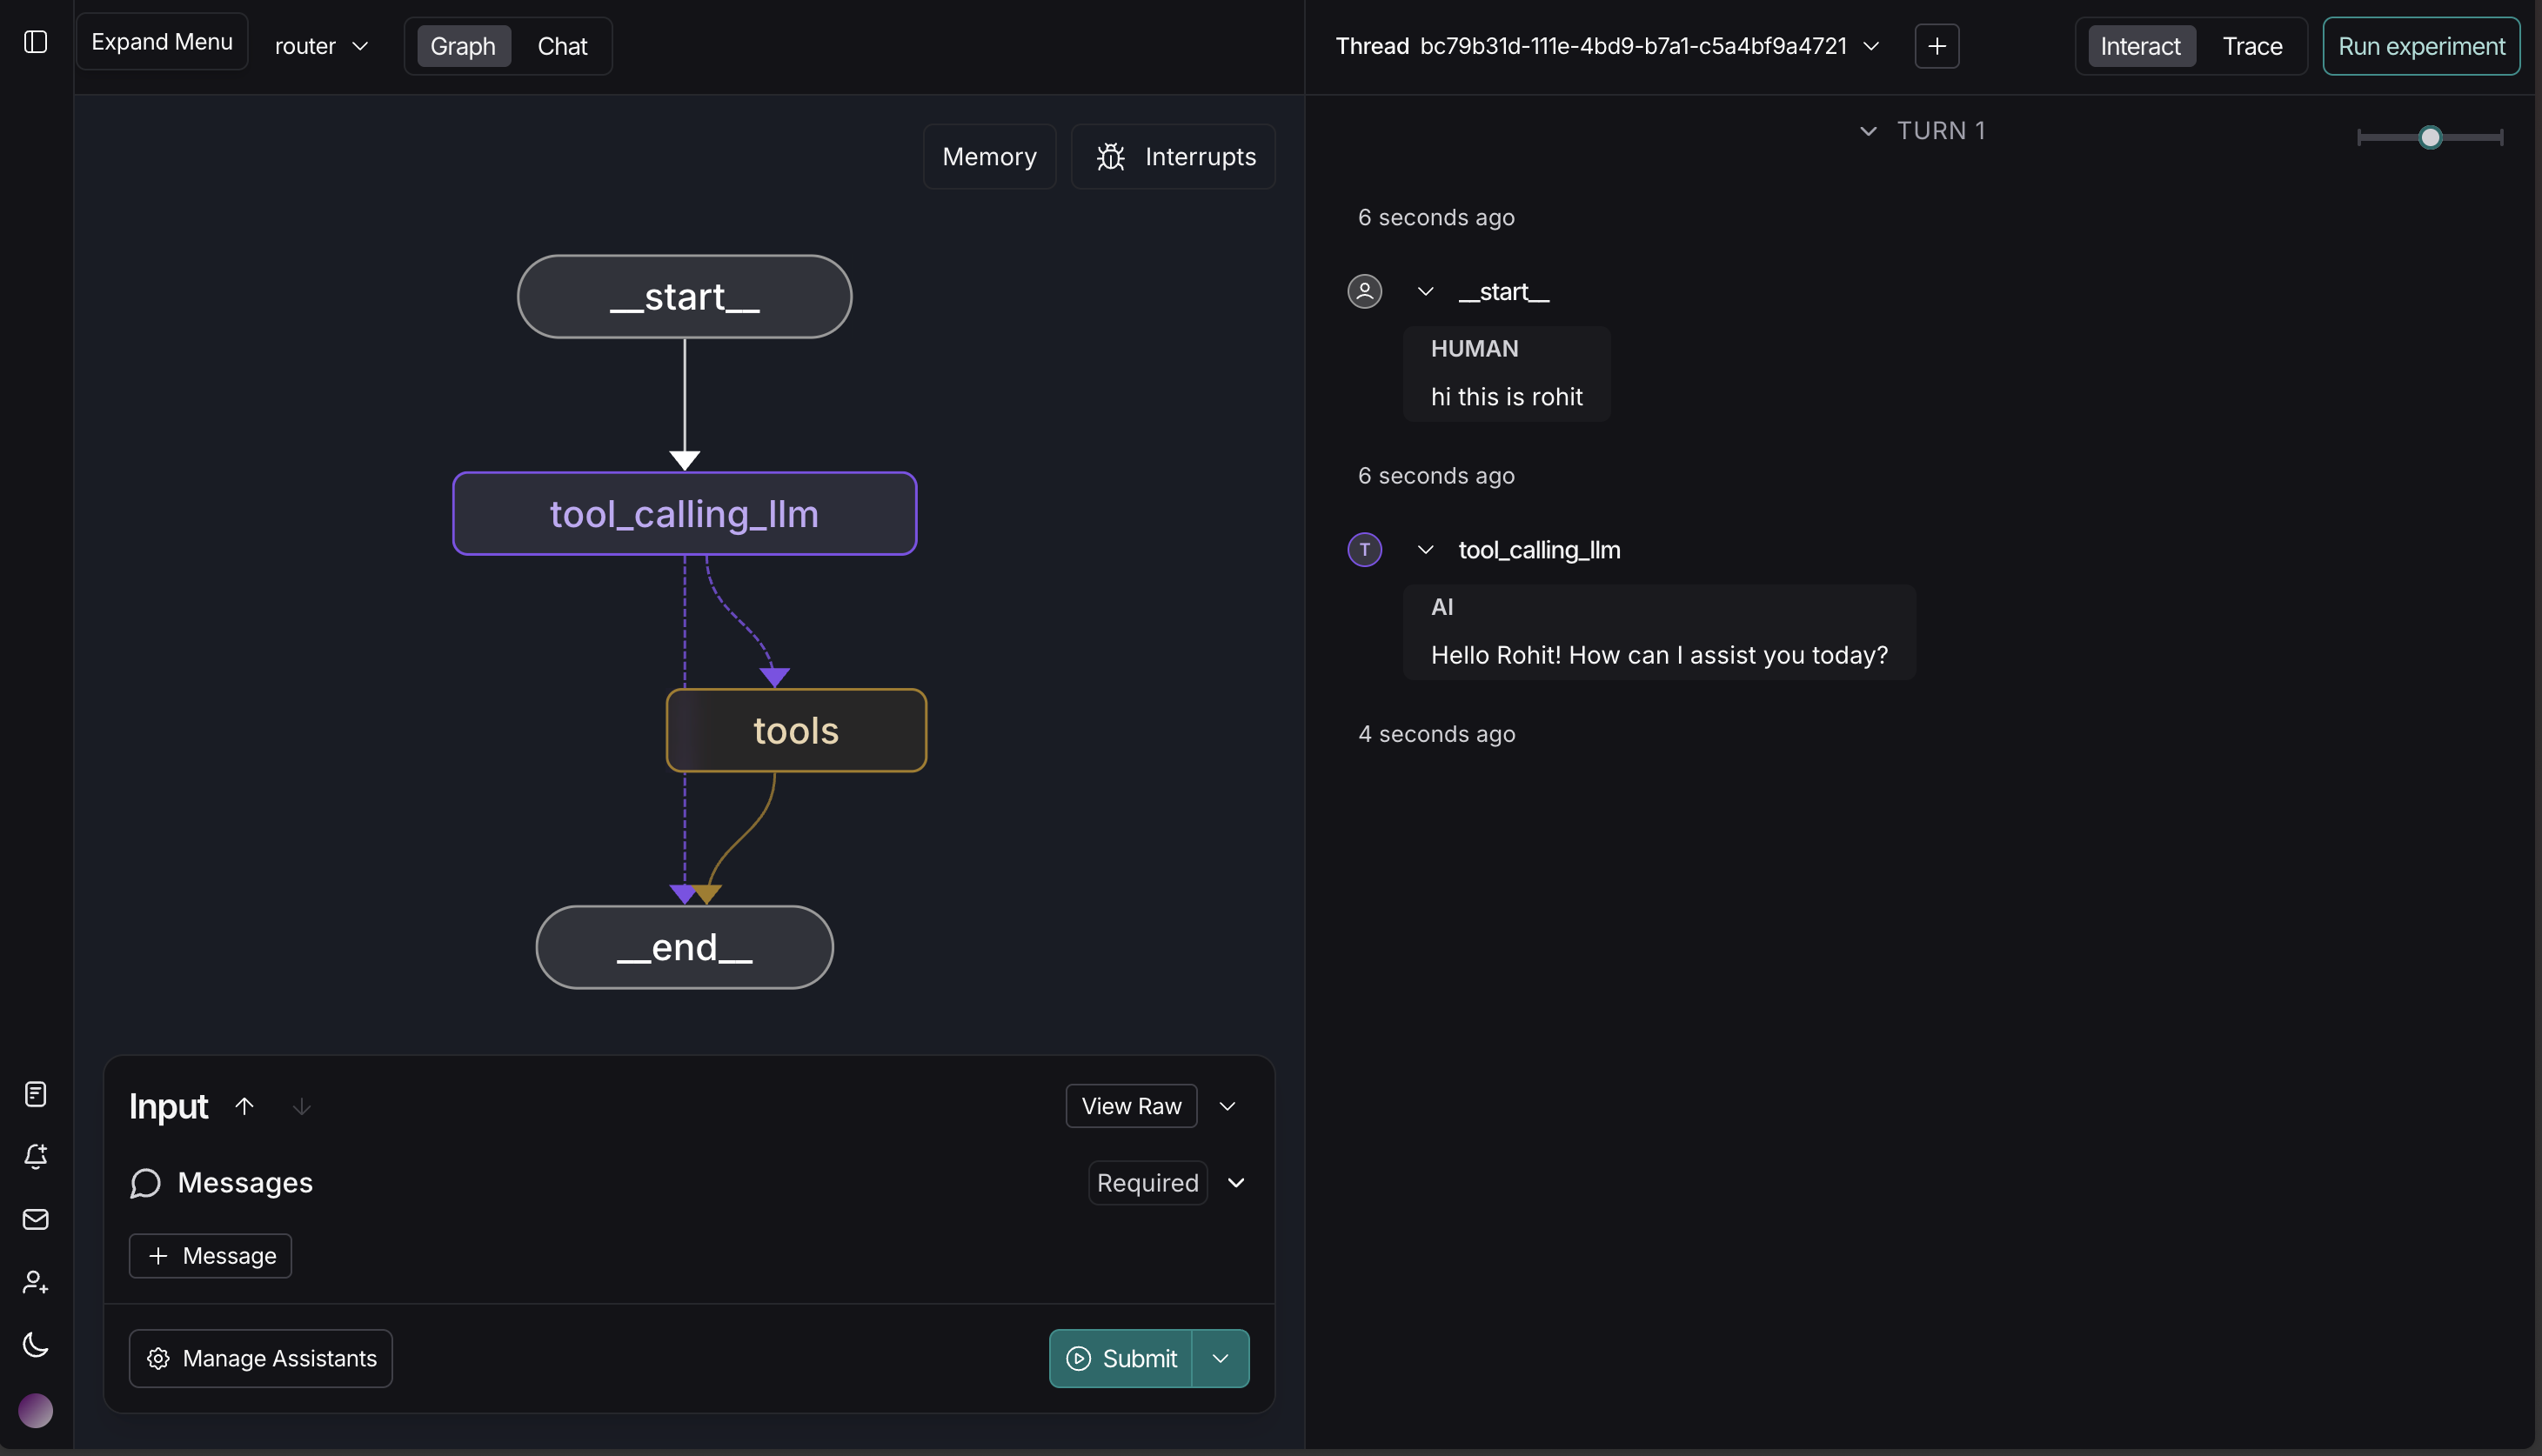 Expand Menu
router
Graph
Chat
Thread bc79b31d-111e-4bd9-b7a1-c5a4bf9a4721
Interact
Trace
Run experiment
Memory
Interrupts
__start__
tool_calling_llm
tools
__end__
Input
View Raw
Messages
Required
Message
Manage Assistants
Submit
TURN 1
6 seconds ago
__start__
HUMAN
hi this is rohit
6 seconds ago
T
tool_calling_llm
AI
Hello Rohit! How can I assist you today?
4 seconds ago